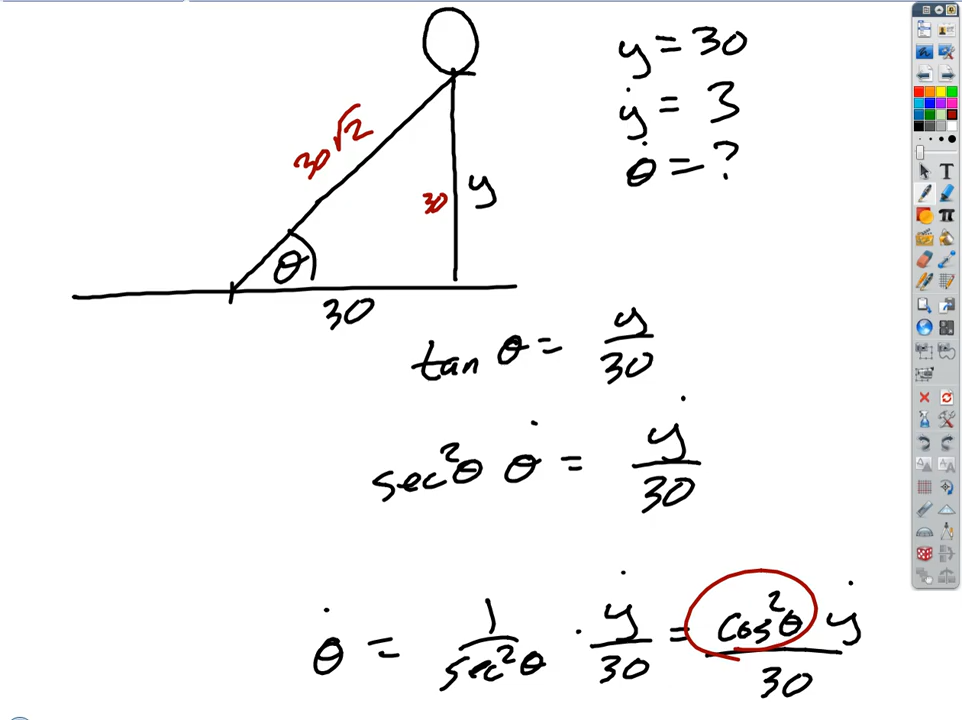 y = 30
ẏ = 3
θ̇ = ?
30√2
30
y
θ
30
tan θ = y/30
sec²θ θ̇ = ẏ/30
θ̇ = 1/sec²θ · ẏ/30 = cos²θ ẏ/30